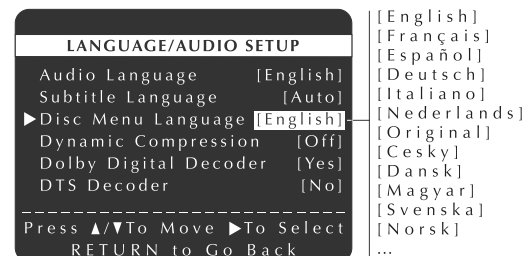 LANGUAGE/AUDIO SETUP
Audio Language [English]
Subtitle Language [Auto]
▶Disc Menu Language [English]
Dynamic Compression [Off]
Dolby Digital Decoder [Yes]
DTS Decoder [No]
Press ▲/▼To Move ▶To Select
RETURN to Go Back
[English]
[Français]
[Español]
[Deutsch]
[Italiano]
[Nederlands]
[Original]
[Cesky]
[Dansk]
[Magyar]
[Svenska]
[Norsk]
...